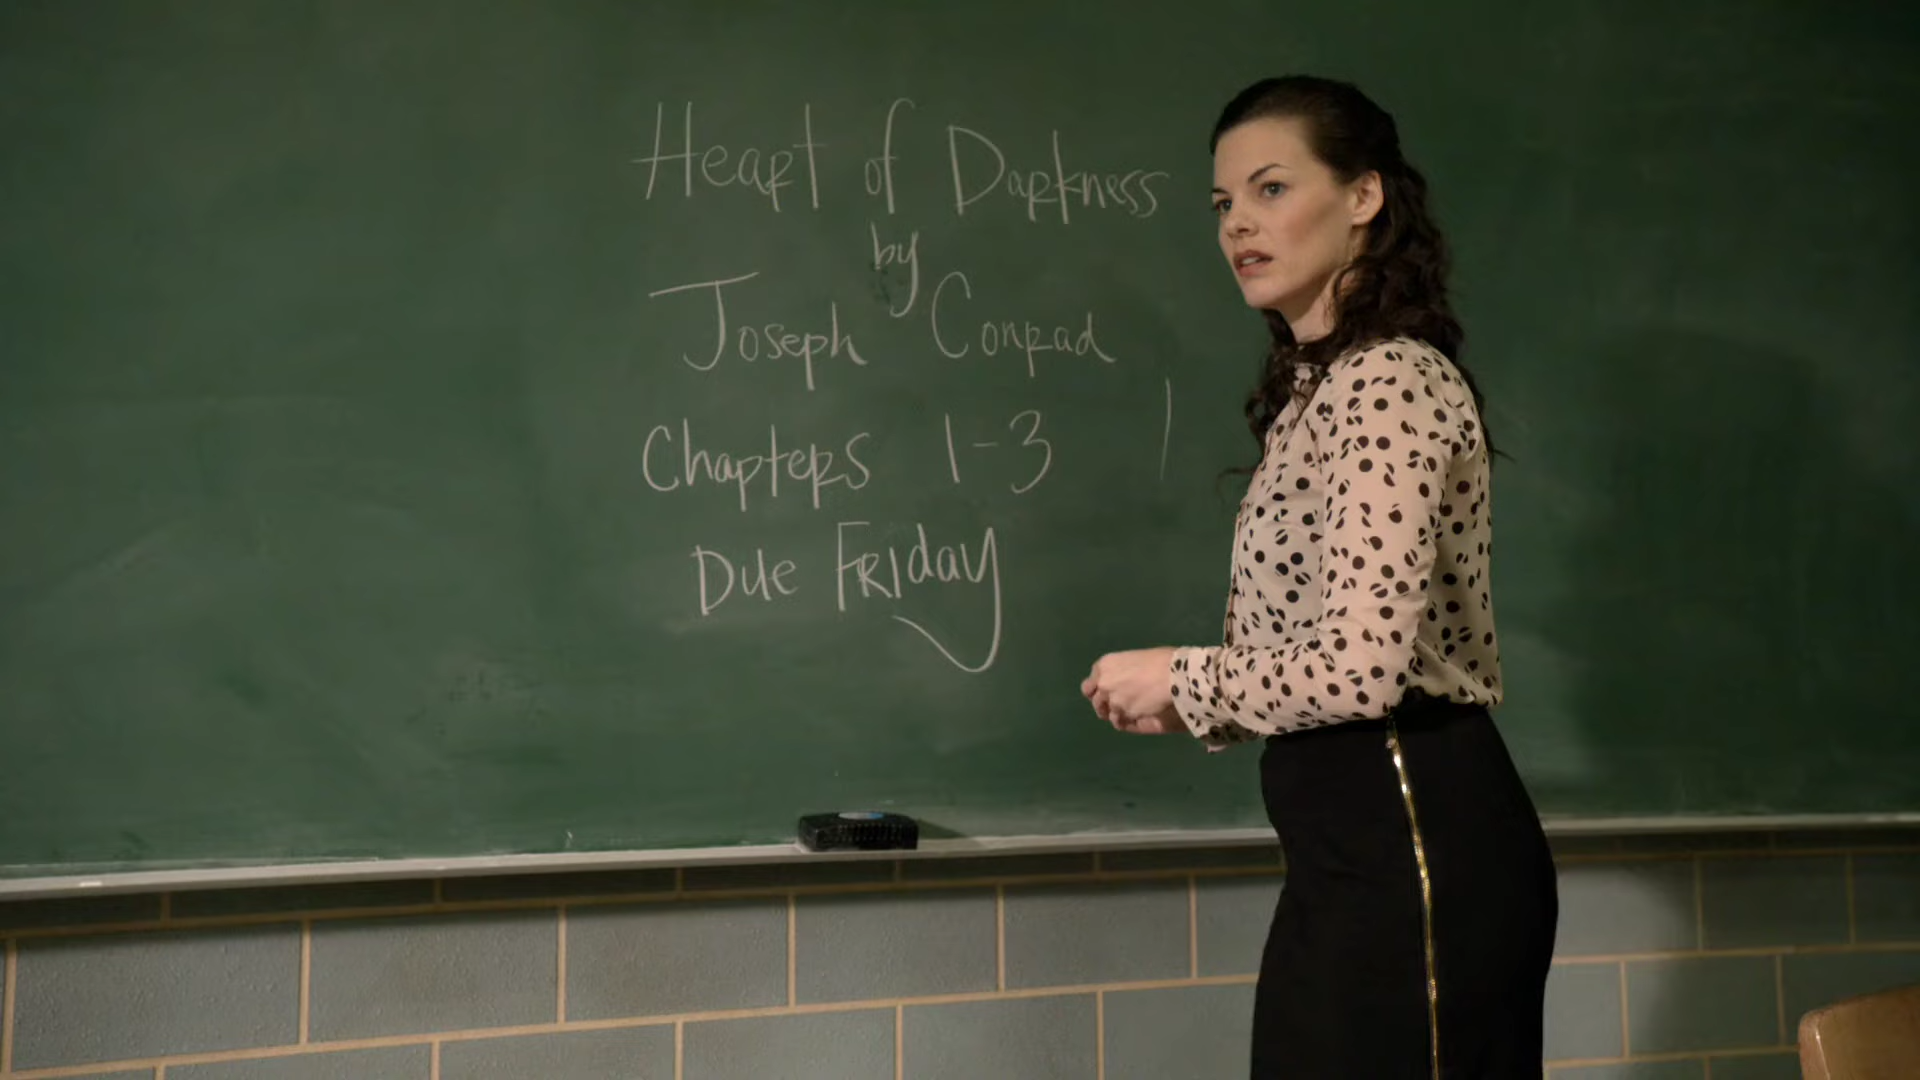 Heart of Darkness
by
Joseph Conrad
Chapters 1-3
Due Friday